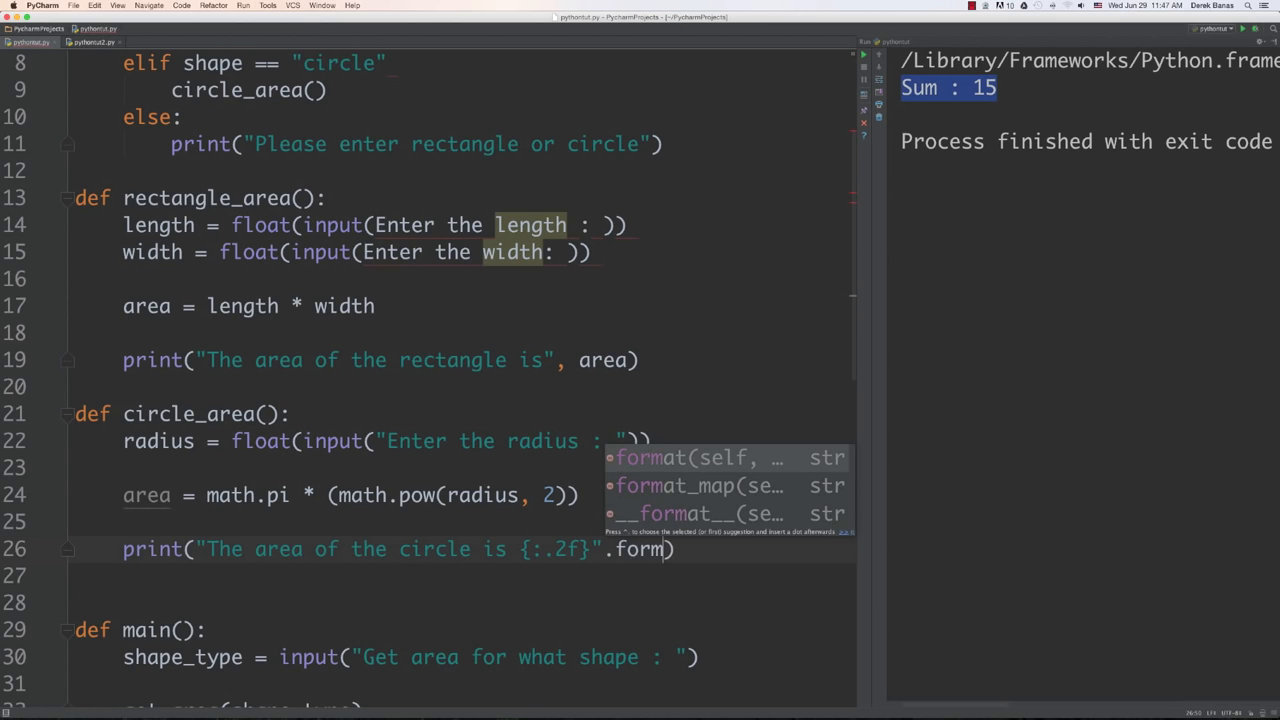 PyCharm File Edit View Navigate Code Refactor Run Tools VCS Window Help 10 Wed Jun 29 11:47 AM Derek Banas
pythontut.py - PycharmProjects - [~/PycharmProjects]
PycharmProjects pythontut.py pythontut
pythontut.py pythontut2.py Run: pythontut
8 elif shape == "circle"
9 circle_area()
10 else:
11 print("Please enter rectangle or circle")
12
13 def rectangle_area():
14 length = float(input(Enter the length : ))
15 width = float(input(Enter the width: ))
16
17 area = length * width
18
19 print("The area of the rectangle is", area)
20
21 def circle_area():
22 radius = float(input("Enter the radius : "))
23
24 area = math.pi * (math.pow(radius, 2))
25
26 print("The area of the circle is {:.2f}".form)
27
28
29 def main():
30 shape_type = input("Get area for what shape : ")
31
format(self, … str
format_map(se… str
__format__(se… str
Press ^. to choose the selected (or first) suggestion and insert a dot afterwards >>
/Library/Frameworks/Python.frame
Sum : 15
Process finished with exit code
26:50 LF≑ UTF-8≑